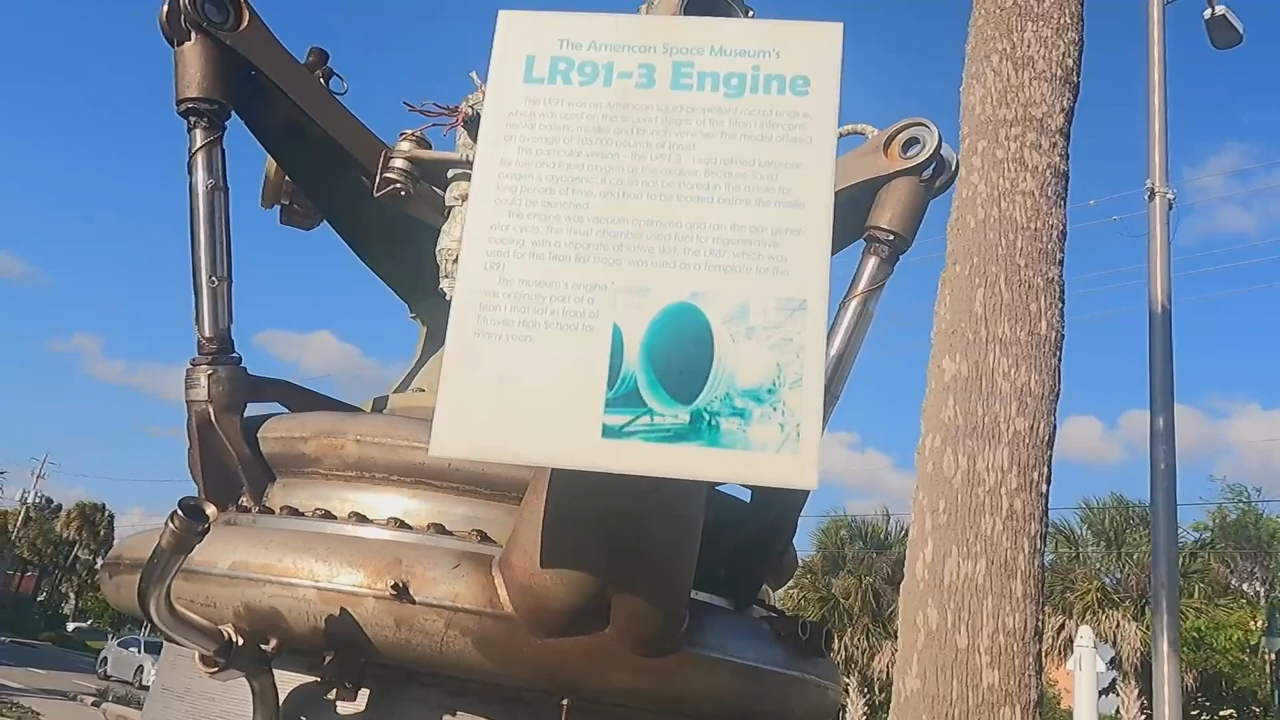 The American Space Museum's
LR91-3 Engine
The LR91 was an American liquid-propellant rocket engine,
which was used on the second stages of the Titan I interconti-
nental ballistic missiles and launch vehicles. This model offered
an average of 105,000 pounds of thrust.
This particular version - the LR91-3 - used refined kerosene
for fuel and liquid oxygen as the oxidizer. Because liquid
oxygen is cryogenic, it could not be stored in the missile for
long periods of time, and had to be loaded before the missile
could be launched.
This engine was vacuum optimized and ran the gas gener-
ator cycle. The thrust chamber used fuel for regenerative
cooling, with a separate ablative skirt. The LR87, which was
used for the Titan first stage, was used as a template for the
LR91.
The museum's engine
was originally part of a
Titan I that sat in front of
Titusville High School for
many years.